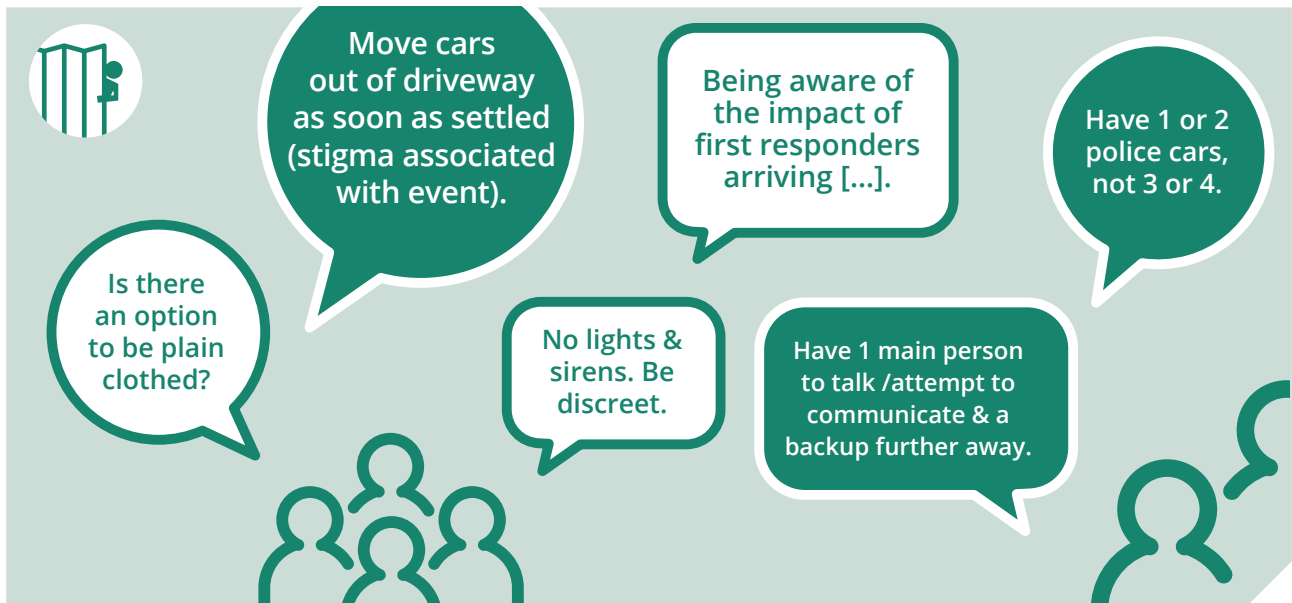 Move cars
out of driveway
as soon as settled
(stigma associated
with event).
Being aware of
the impact of
first responders
arriving [...].
Have 1 or 2
police cars,
not 3 or 4.
Is there
an option
to be plain
clothed?
No lights &
sirens. Be
discreet.
Have 1 main person
to talk /attempt to
communicate & a
backup further away.